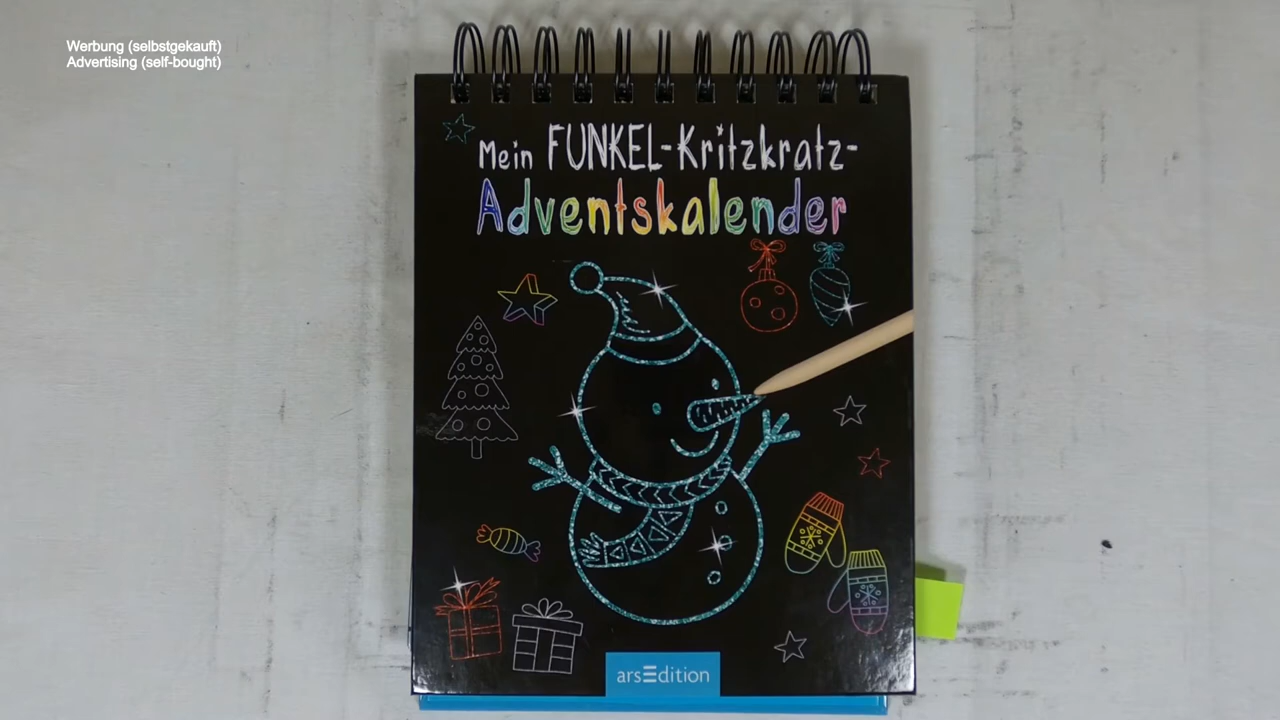 Werbung (selbstgekauft)
Advertising (self-bought)
Mein FUNKEL-Kritzkratz-
Adventskalender
arsEdition